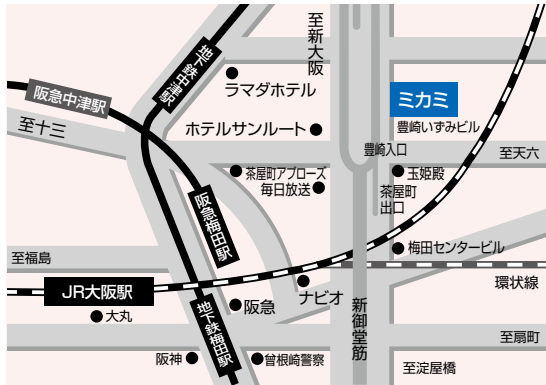 至新大阪
地下鉄中津駅
ラマダホテル
阪急中津駅
ミカミ
至十三
ホテルサンルート
豊崎いずみビル
豊崎入口
至天六
茶屋町アプローズ
毎日放送
玉姫殿
茶屋町
出口
阪急梅田駅
梅田センタービル
至福島
環状線
JR大阪駅
ナビオ
阪急
大丸
地下鉄梅田駅
新御堂筋
至扇町
阪神
曽根崎警察
至淀屋橋